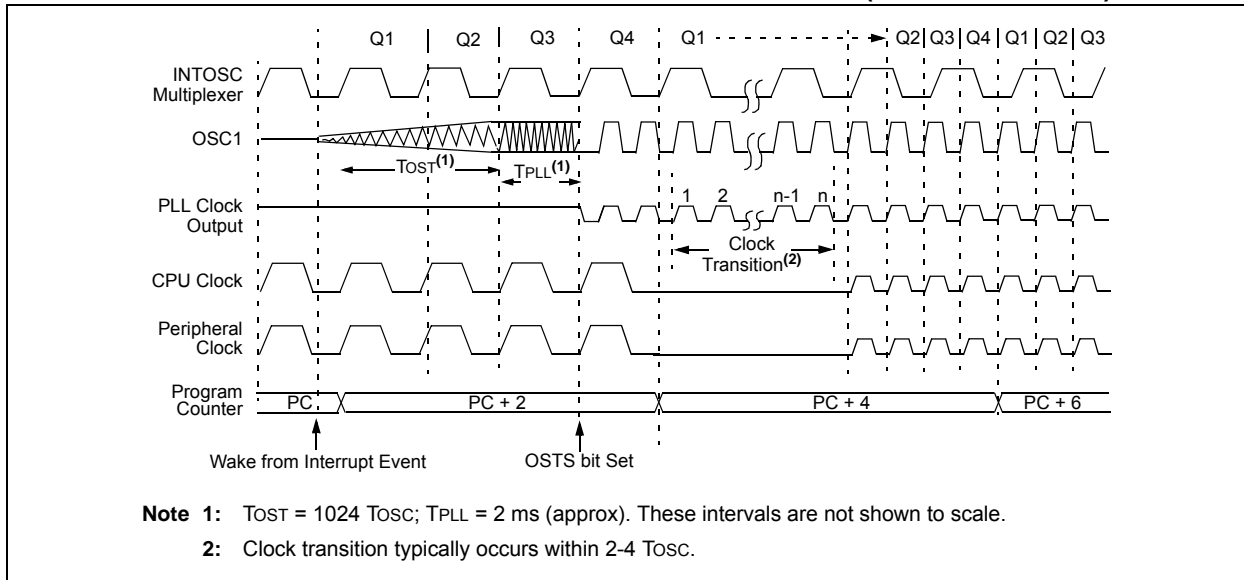 Q1 Q2 Q3 Q4 Q1 Q2 Q3 Q4 Q1 Q2 Q3
INTOSC
Multiplexer
OSC1
TOST(1)
TPLL(1)
1 2 n-1 n
PLL Clock
Output
Clock
Transition(2)
CPU Clock
Peripheral
Clock
Program
Counter
PC PC + 2 PC + 4 PC + 6
Wake from Interrupt Event
OSTS bit Set
Note 1: TOST = 1024 TOSC; TPLL = 2 ms (approx). These intervals are not shown to scale.
2: Clock transition typically occurs within 2-4 TOSC.